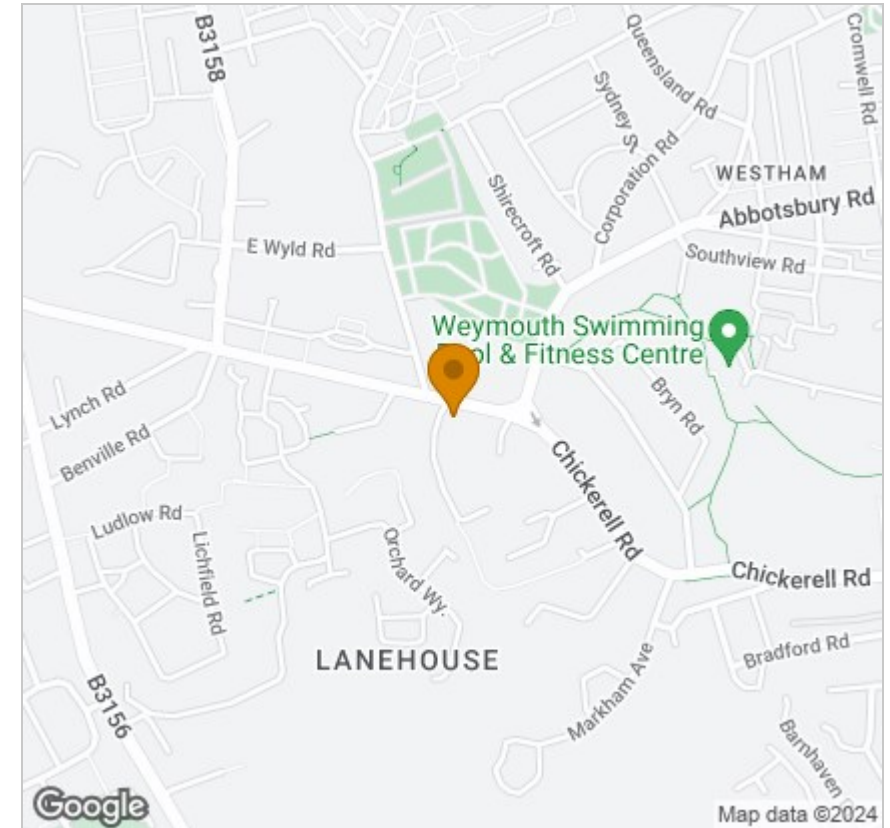 B3158
Queensland Rd
Cromwell Rd
Sydney St
Corporation Rd
WESTHAM
Shirecroft Rd
Abbotsbury Rd
E Wyld Rd
Southview Rd
Weymouth Swimming
Pool & Fitness Centre
Lynch Rd
Bryn Rd
Benville Rd
Chickerell Rd
Ludlow Rd
Lichfield Rd
Orchard Wy.
Chickerell Rd
LANEHOUSE
Bradford Rd
Markham Ave
B3156
Barnhaven
Google
Map data ©2024